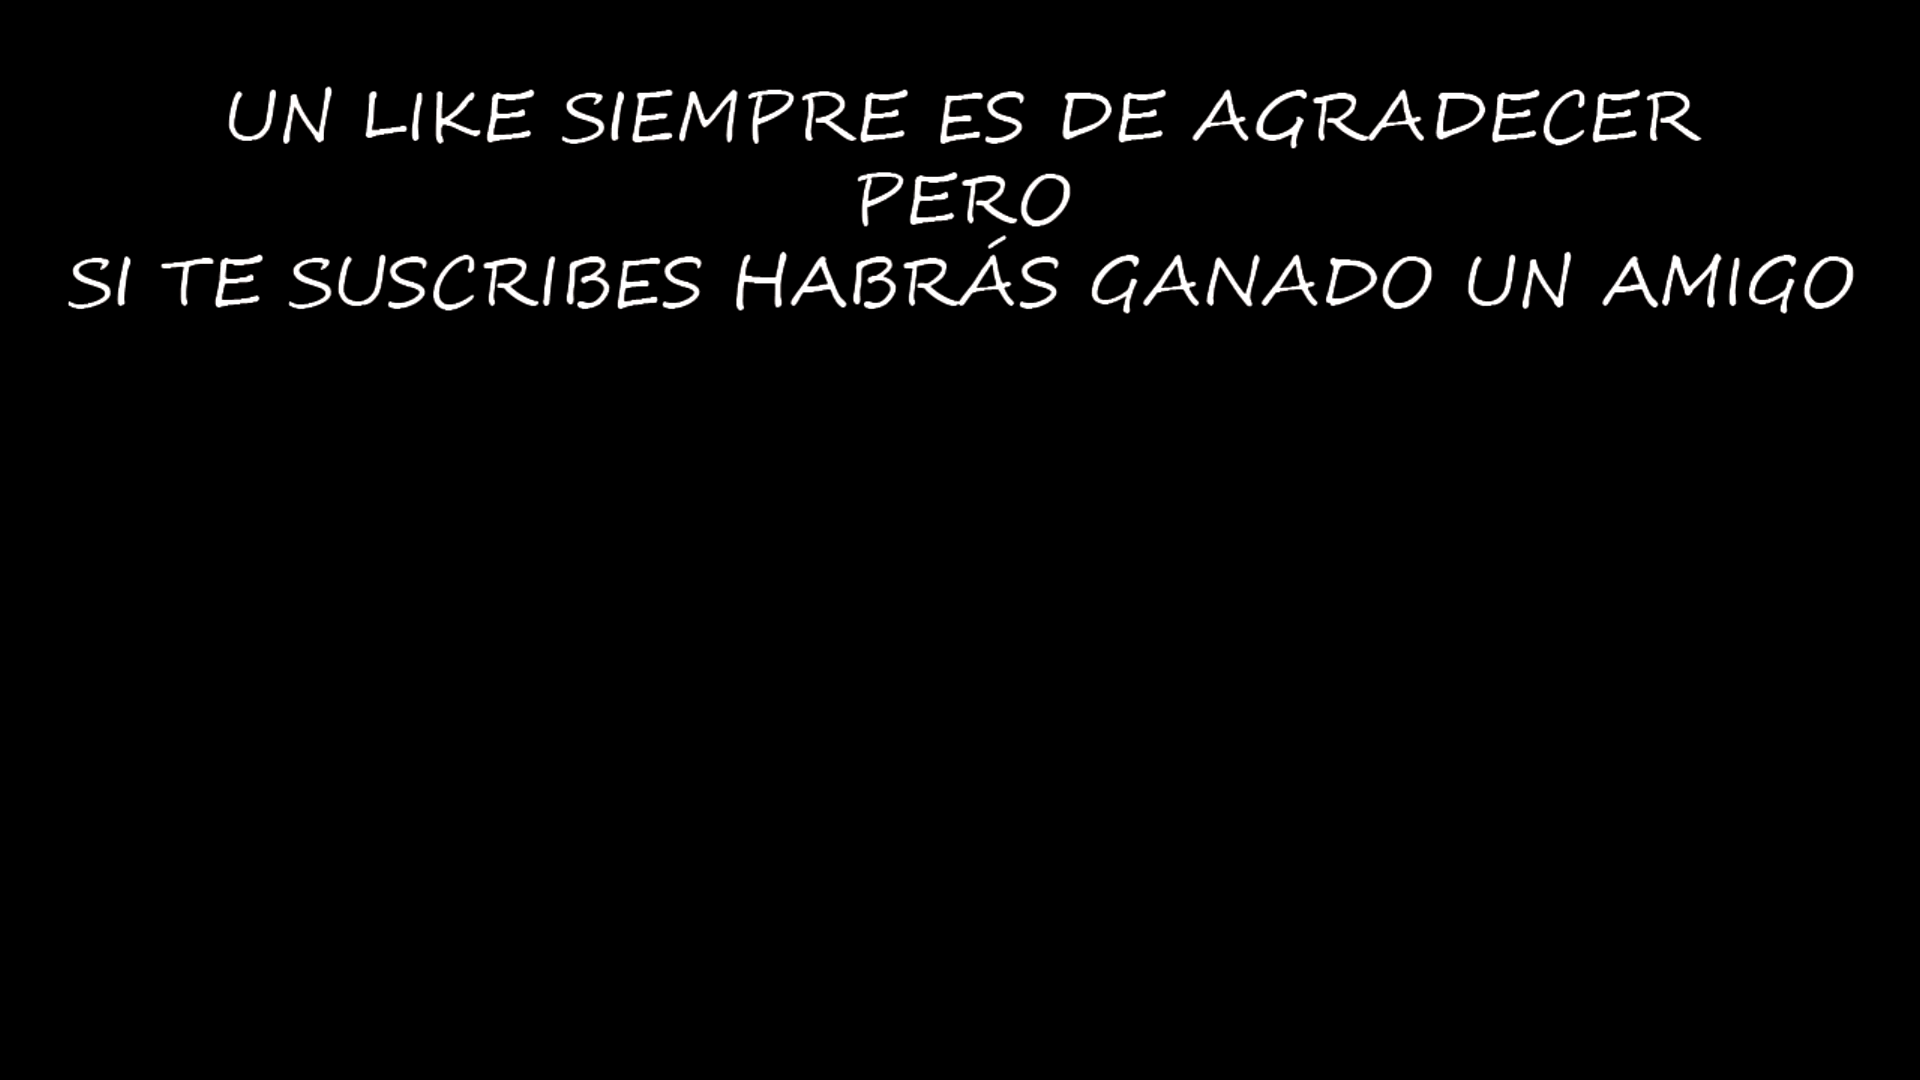 UN LIKE SIEMPRE ES DE AGRADECER
PERO
SI TE SUSCRIBES HABRÁS GANADO UN AMIGO